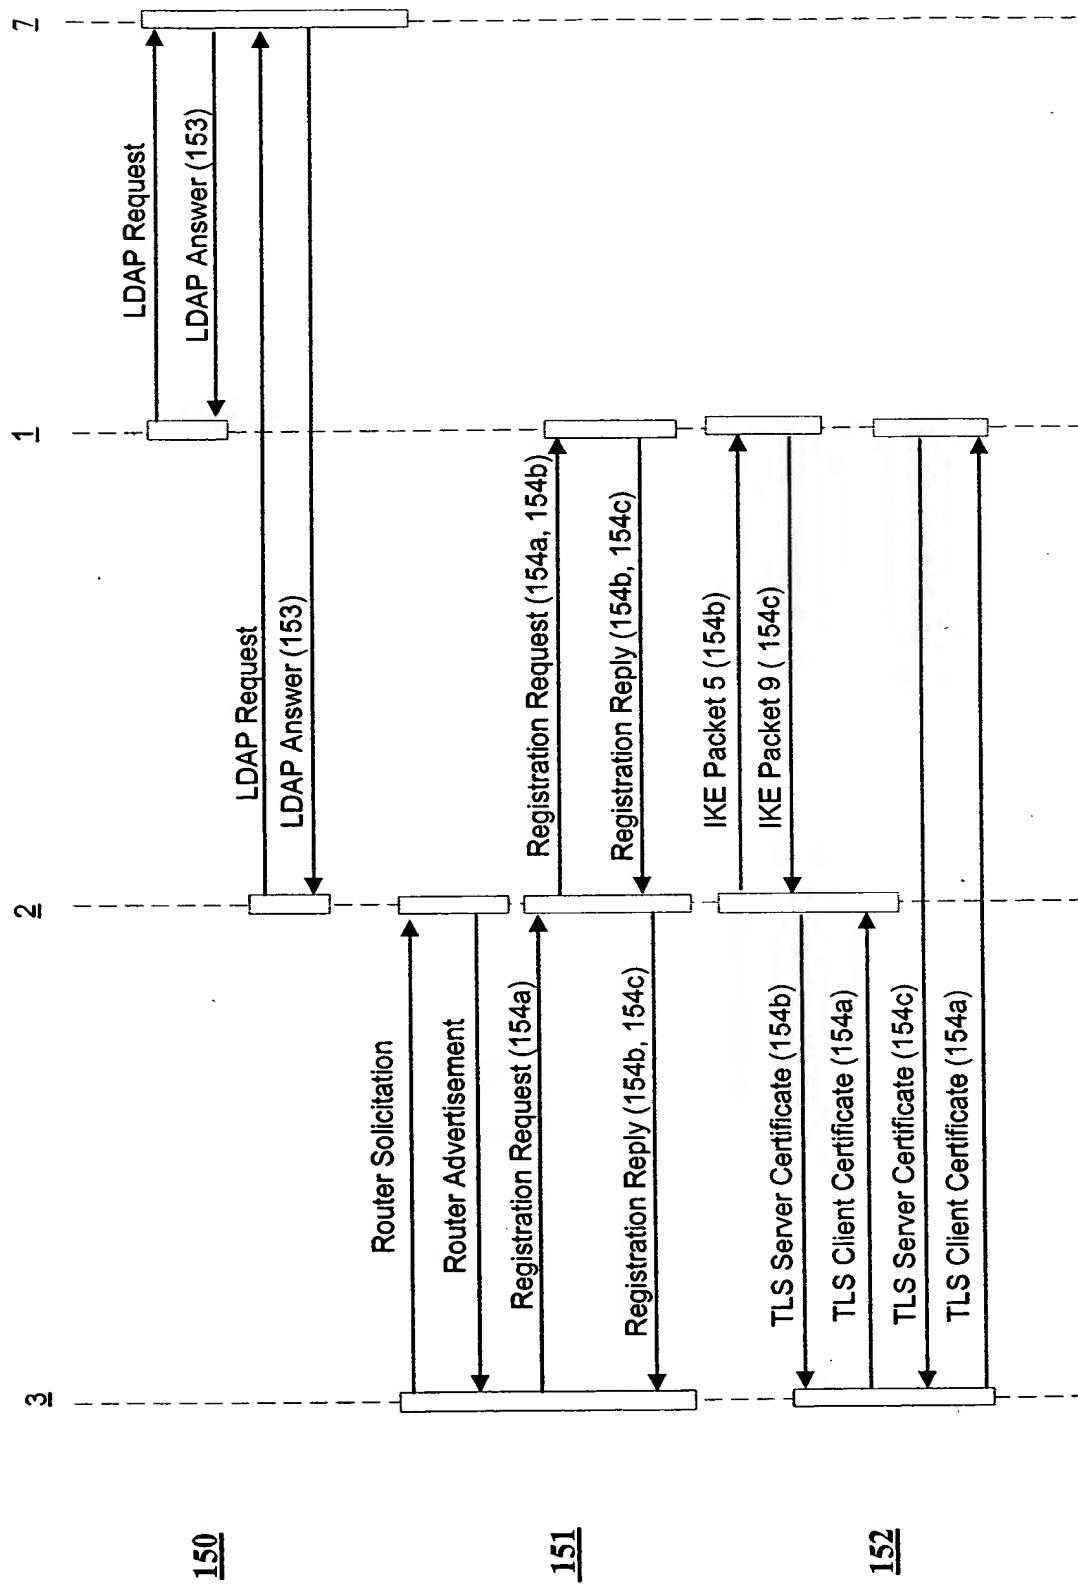 3
2
1
7
150
LDAP Request
LDAP Answer (153)
LDAP Request
LDAP Answer (153)
151
Router Solicitation
Router Advertisement
Registration Request (154a)
Registration Request (154a, 154b)
Registration Reply (154b, 154c)
Registration Reply (154b, 154c)
152
IKE Packet 5 (154b)
IKE Packet 9 ( 154c)
TLS Server Certificate (154b)
TLS Client Certificate (154a)
TLS Server Certificate (154c)
TLS Client Certificate (154a)